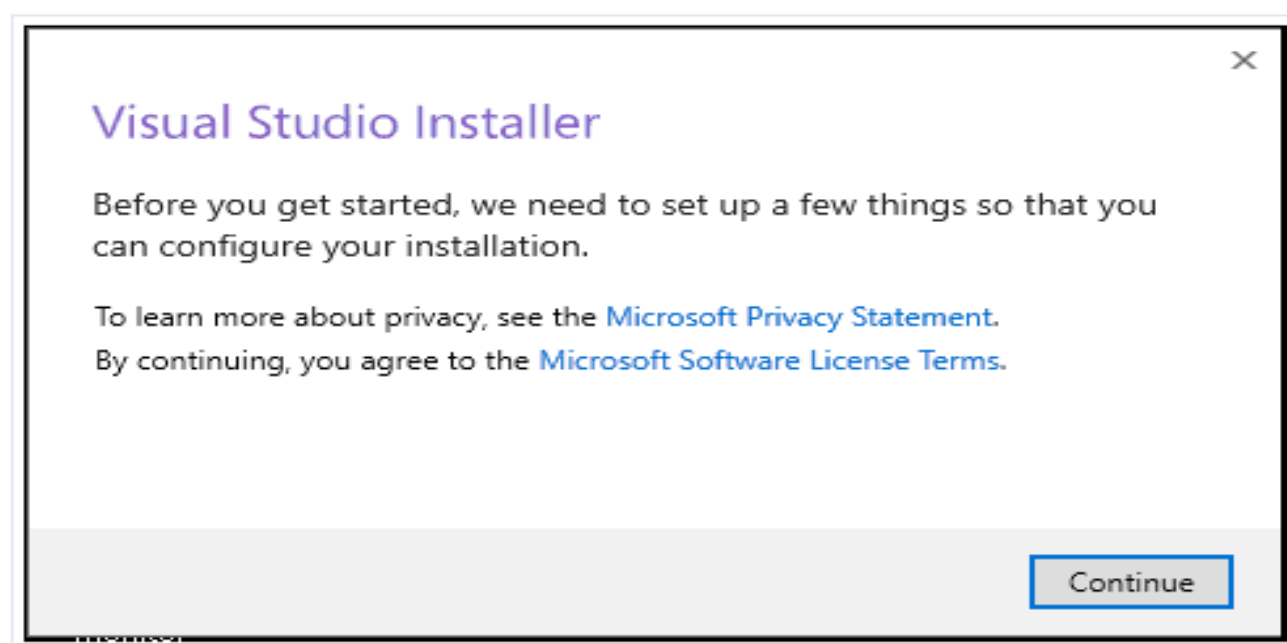 Visual Studio Installer
Before you get started, we need to set up a few things so that you
can configure your installation.
To learn more about privacy, see the Microsoft Privacy Statement.
By continuing, you agree to the Microsoft Software License Terms.
Continue